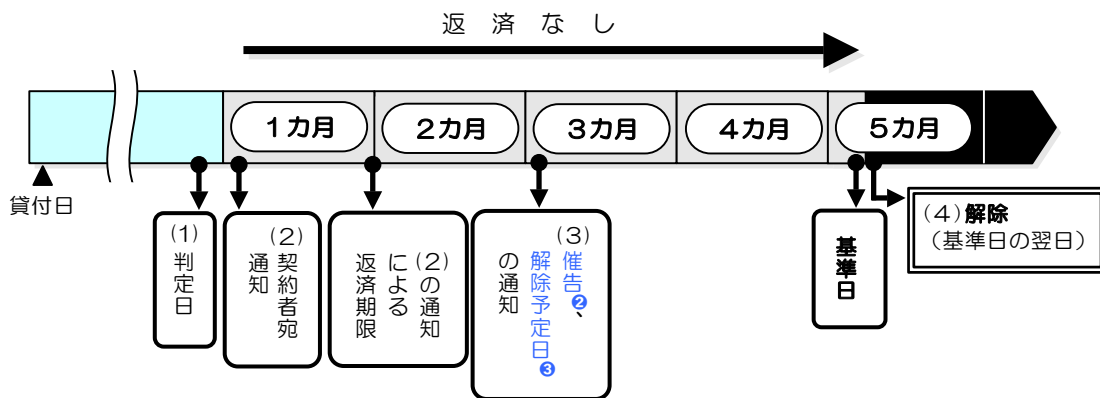 返済なし
1カ月
2カ月
3カ月
4カ月
5カ月
貸付日
(1)
判定日
(2)
契約者宛
通知
(2)の通知
による
返済期限
(3)
催告❷、
解除予定日❸
の通知
基準日
(4)解除
(基準日の翌日)